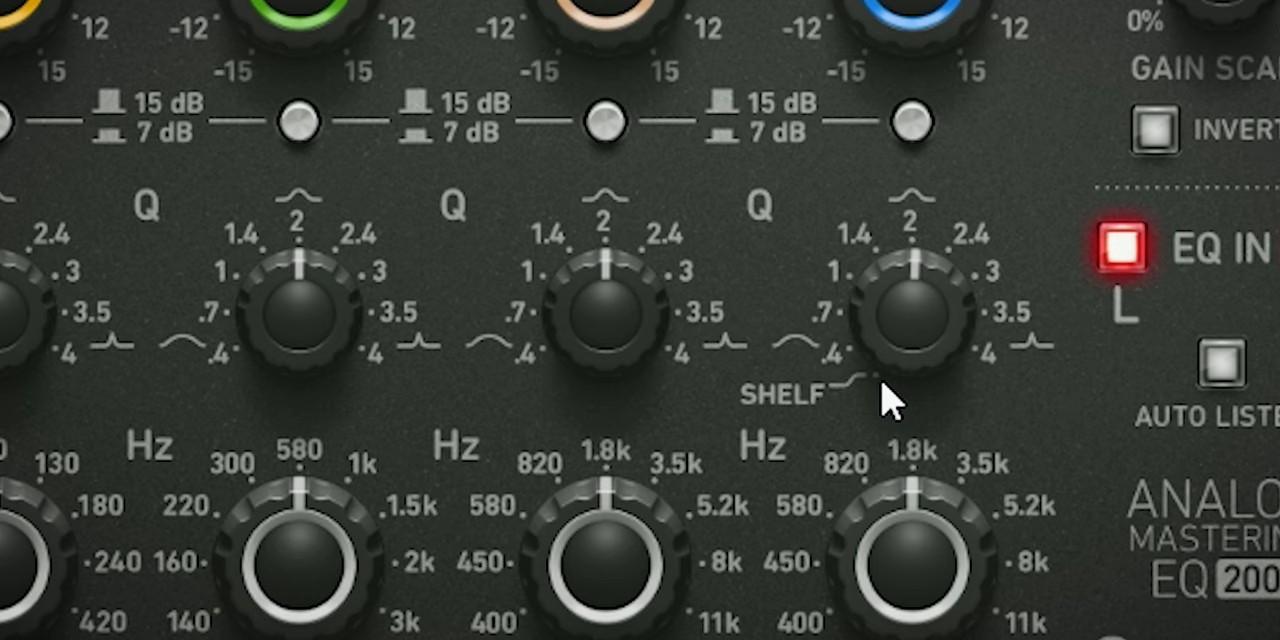 12 -12 12 -12 12 -12 12 0%
15 -15 15 -15 15 -15 15 GAIN SCA
15 dB 15 dB 15 dB
7 dB 7 dB 7 dB INVERT
Q Q Q
2 2 2
2.4 1.4 2.4 1.4 2.4 1.4 2.4 EQ IN
3 1 3 1 3 1 3
3.5 .7 3.5 .7 3.5 .7 3.5 L
4 .4 4 .4 4 .4 4
SHELF AUTO LISTE
Hz Hz Hz
580 1.8k 1.8k
130 300 1k 820 3.5k 820 3.5k
180 220 1.5k 580 5.2k 580 5.2k ANALO
MASTERIN
240 160 2k 450 8k 450 8k
EQ 200
420 140 3k 400 11k 400 11k